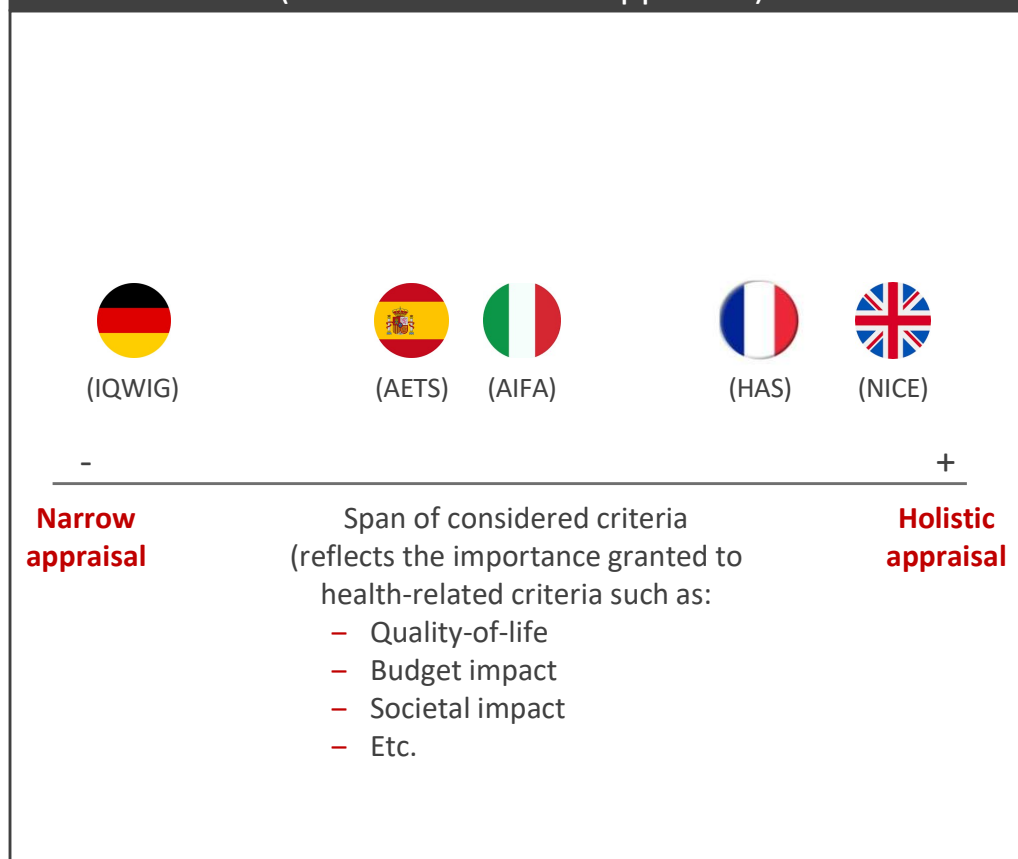 (IQWIG) (AETS) (AIFA) (HAS) (NICE)
- +
Narrow appraisal
Span of considered criteria
(reflects the importance granted to
health-related criteria such as:
– Quality-of-life
– Budget impact
– Societal impact
– Etc.
Holistic appraisal